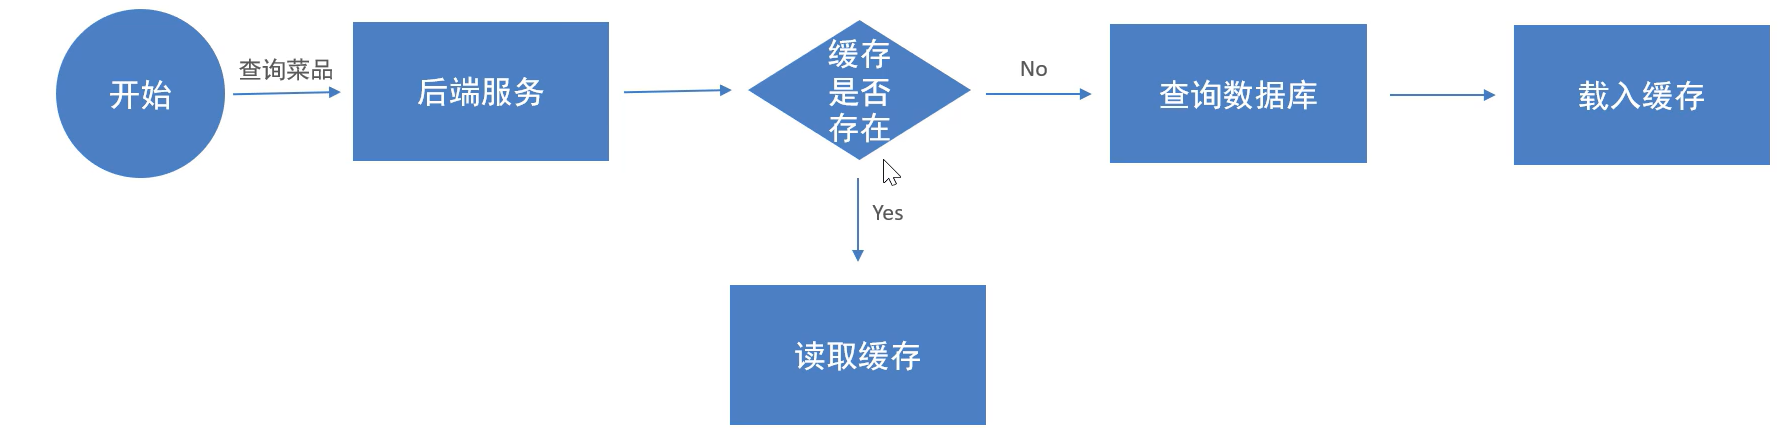 开始
查询菜品
后端服务
缓存
是否
存在
No
查询数据库
载入缓存
Yes
读取缓存